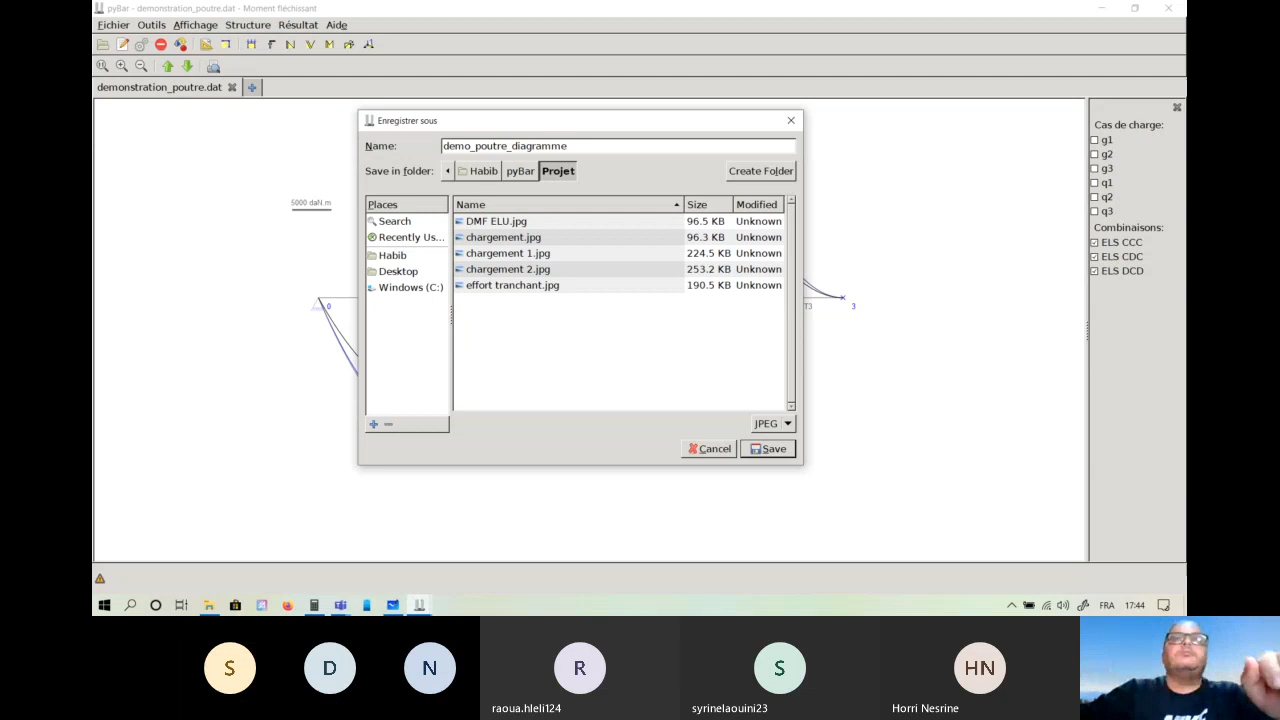 pyBar - demonstration_poutre.dat - Moment fléchissant
Fichier Outils Affichage Structure Résultat Aide
demonstration_poutre.dat
Enregistrer sous
Name: demo_poutre_diagramme
Save in folder: Habib pyBar Projet Create Folder
Places Name Size Modified
Search DMF ELU.jpg 96.5 KB Unknown
Recently Us... chargement.jpg 96.3 KB Unknown
chargement 1.jpg 224.5 KB Unknown
Habib
Desktop chargement 2.jpg 253.2 KB Unknown
Windows (C:) effort tranchant.jpg 190.5 KB Unknown
JPEG
Cancel Save
5000 daN m
0
T3
3
Cas de charge:
g1
g2
g3
q1
q2
q3
Combinaisons:
ELS CCC
ELS CDC
ELS DCD
FRA 17:44
S D N R S HN
raoua.hleli124 syrinelaouini23 Horri Nesrine